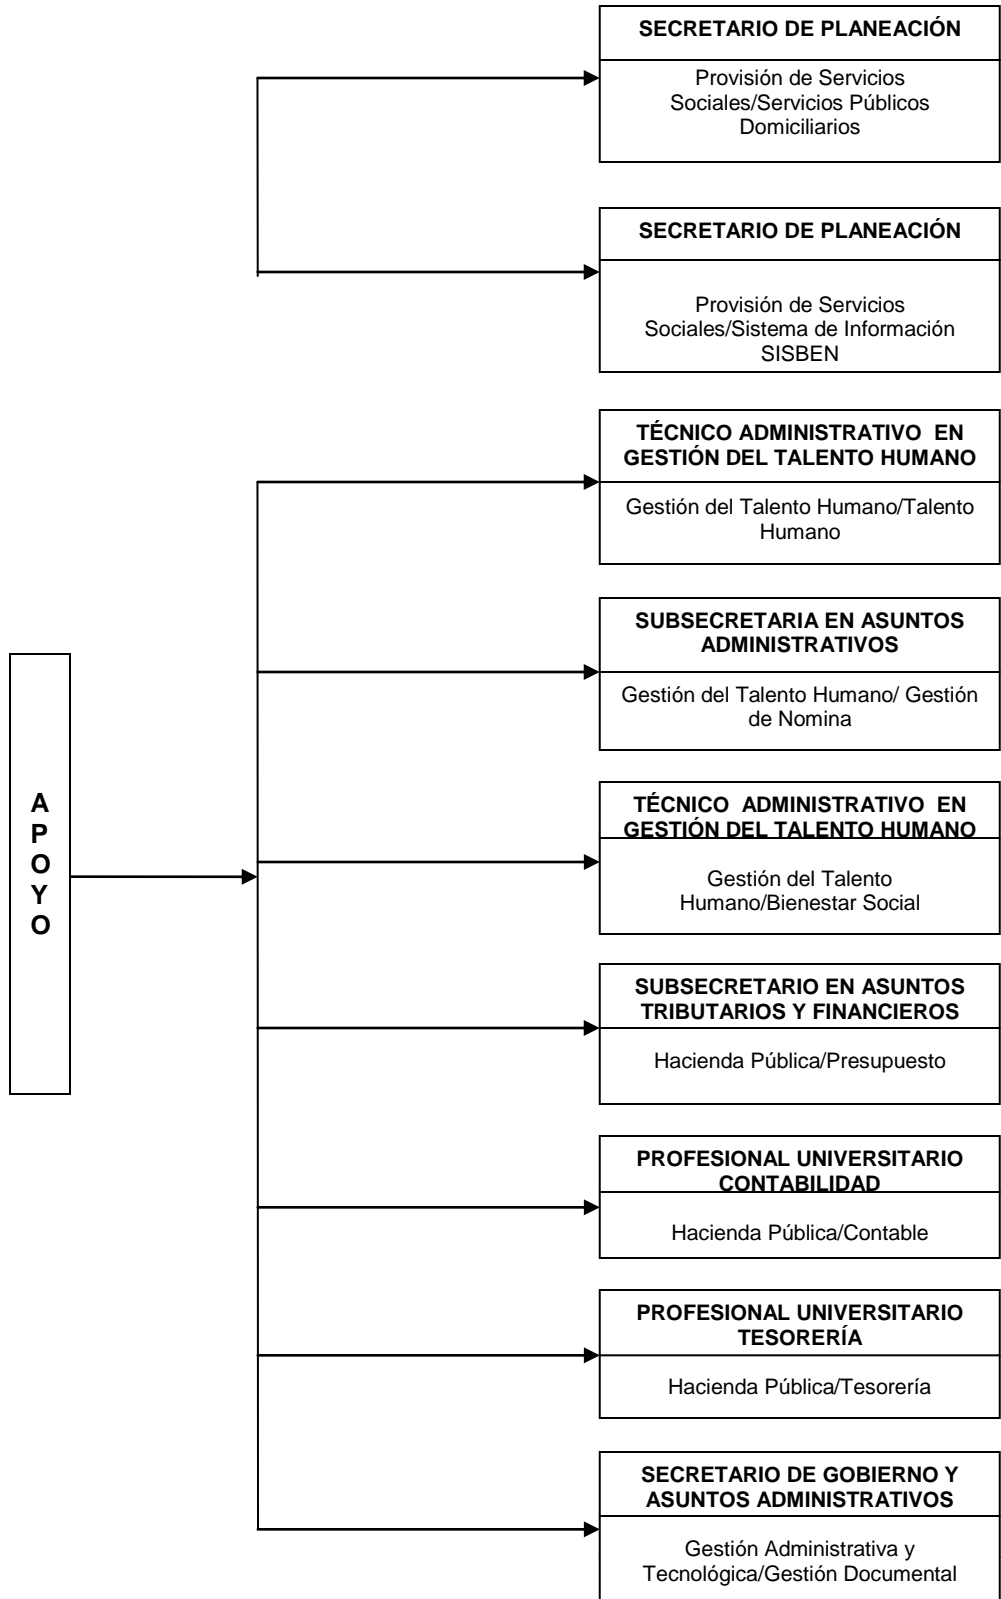 SECRETARIO DE PLANEACIÓN
Provisión de Servicios
Sociales/Servicios Públicos
Domiciliarios
SECRETARIO DE PLANEACIÓN
Provisión de Servicios
Sociales/Sistema de Información
SISBEN
TÉCNICO ADMINISTRATIVO EN
GESTIÓN DEL TALENTO HUMANO
Gestión del Talento Humano/Talento
Humano
SUBSECRETARIA EN ASUNTOS
ADMINISTRATIVOS
Gestión del Talento Humano/ Gestión
de Nomina
A
P
O
Y
O
TÉCNICO ADMINISTRATIVO EN
GESTIÓN DEL TALENTO HUMANO
Gestión del Talento
Humano/Bienestar Social
SUBSECRETARIO EN ASUNTOS
TRIBUTARIOS Y FINANCIEROS
Hacienda Pública/Presupuesto
PROFESIONAL UNIVERSITARIO
CONTABILIDAD
Hacienda Pública/Contable
PROFESIONAL UNIVERSITARIO
TESORERÍA
Hacienda Pública/Tesorería
SECRETARIO DE GOBIERNO Y
ASUNTOS ADMINISTRATIVOS
Gestión Administrativa y
Tecnológica/Gestión Documental